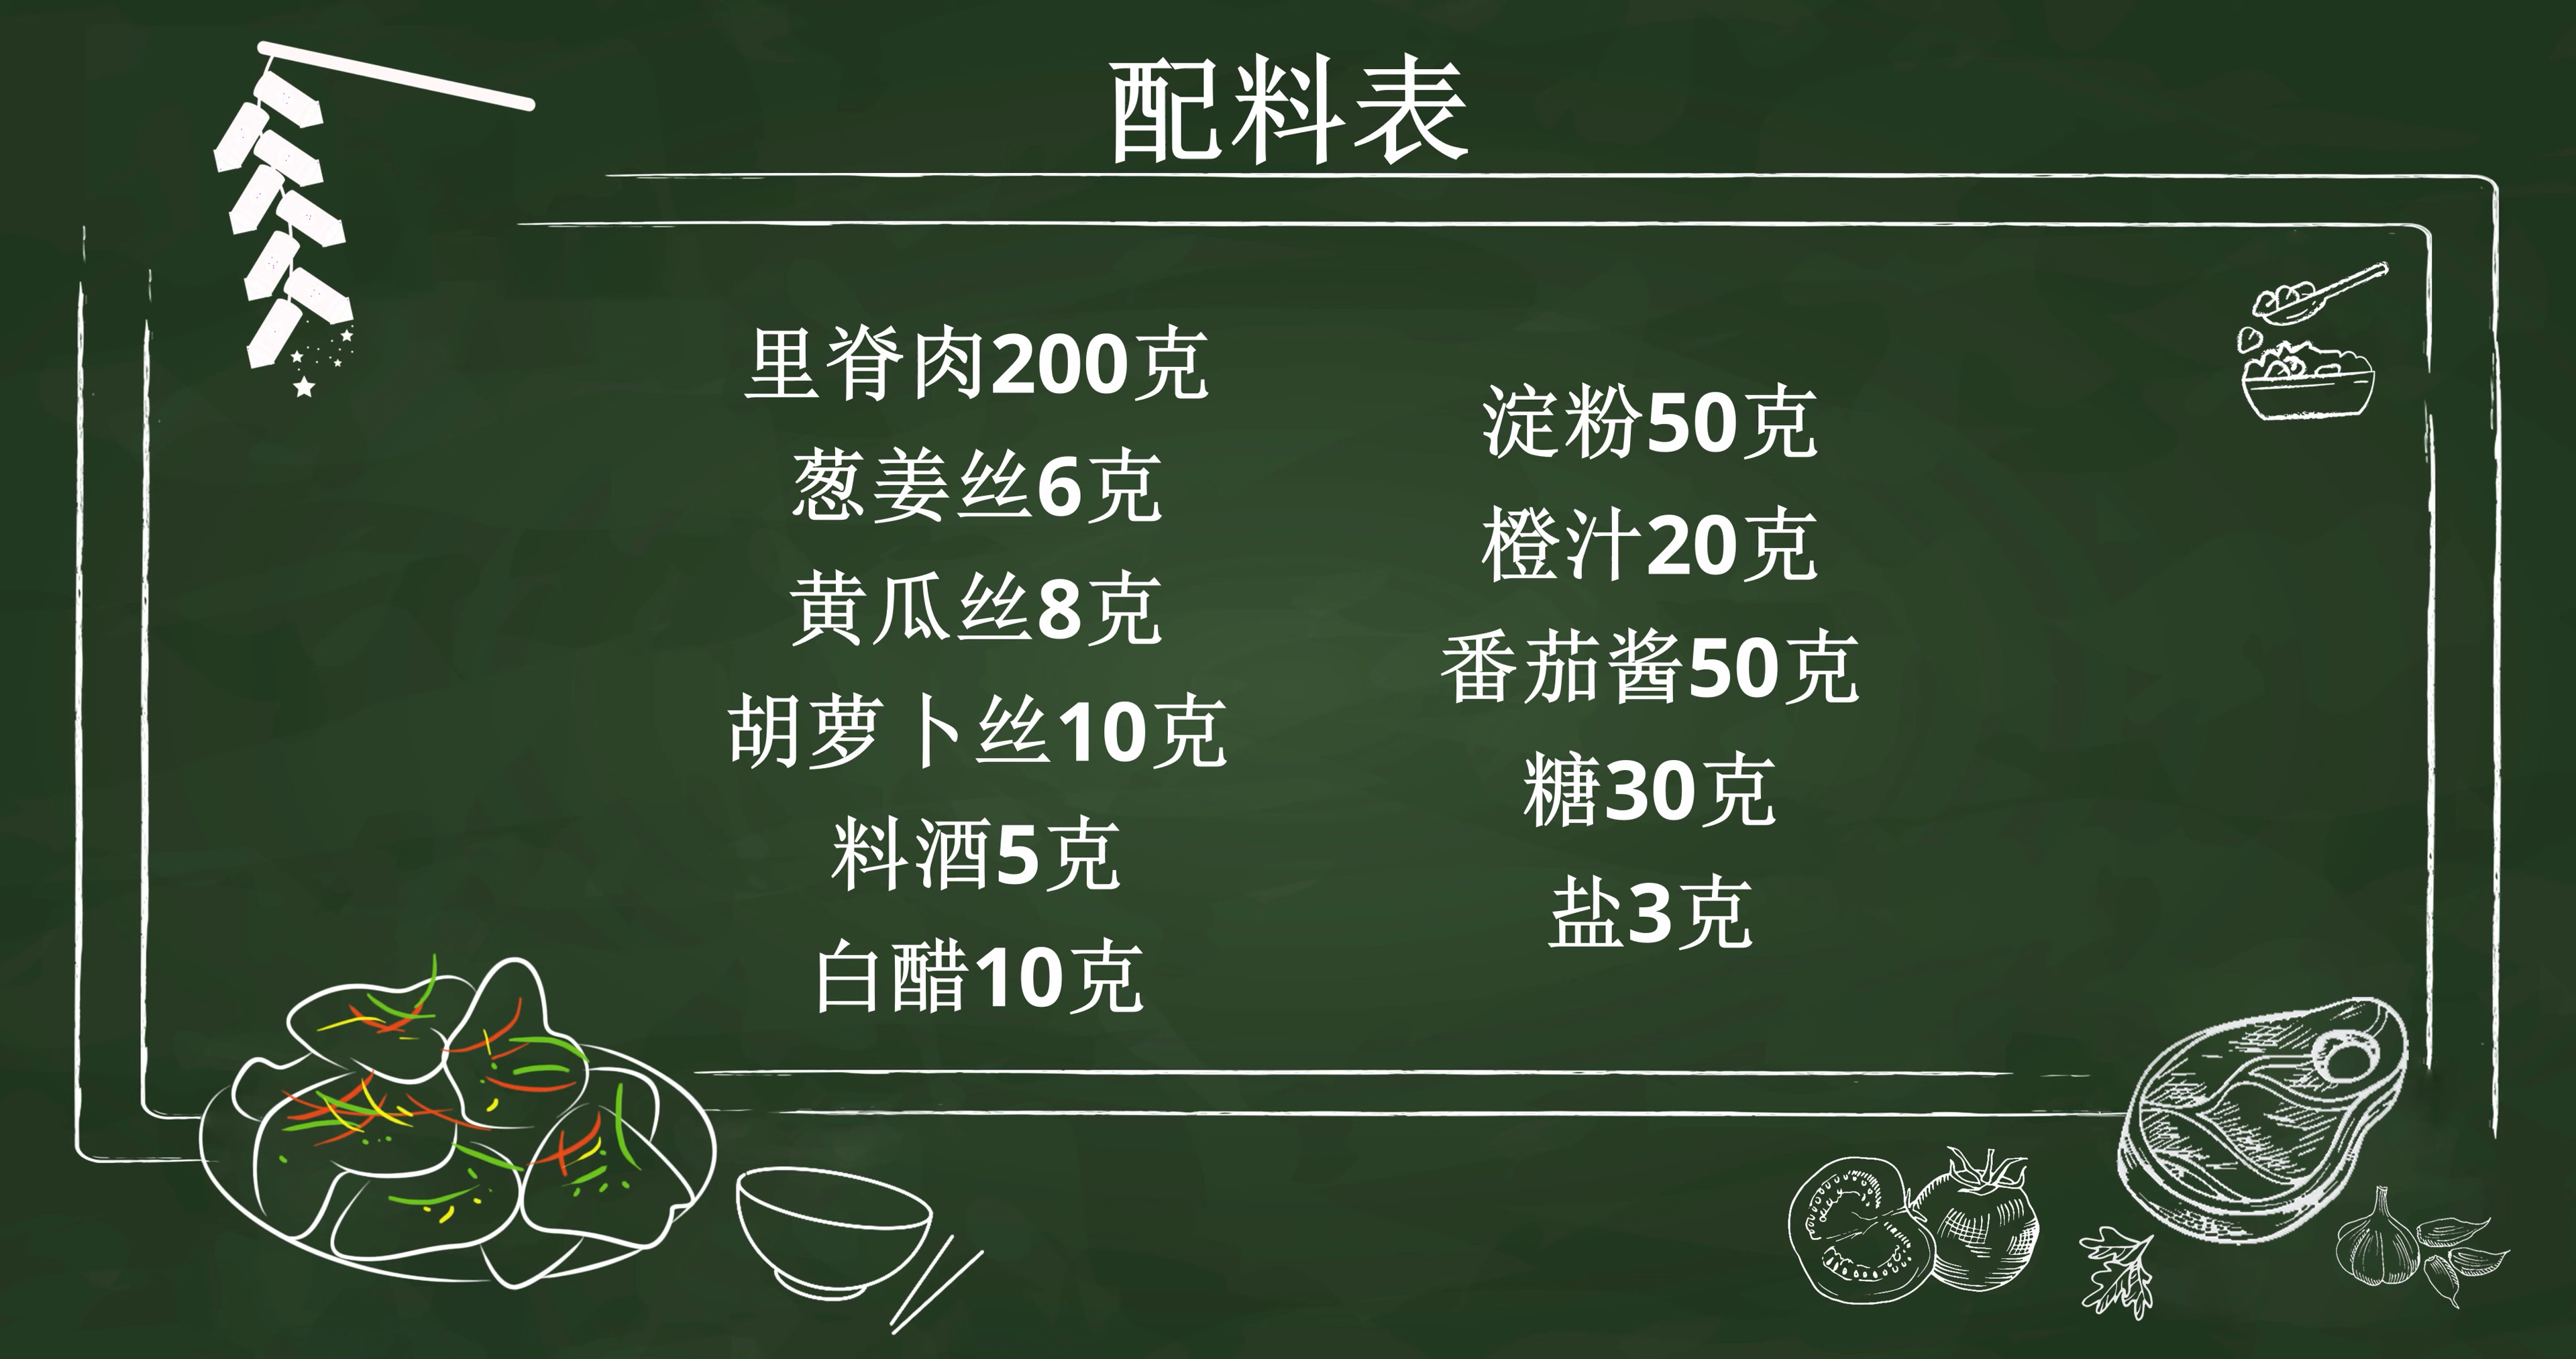 配料表
里脊肉200克
葱姜丝6克
黄瓜丝8克
胡萝卜丝10克
料酒5克
白醋10克
淀粉50克
橙汁20克
番茄酱50克
糖30克
盐3克